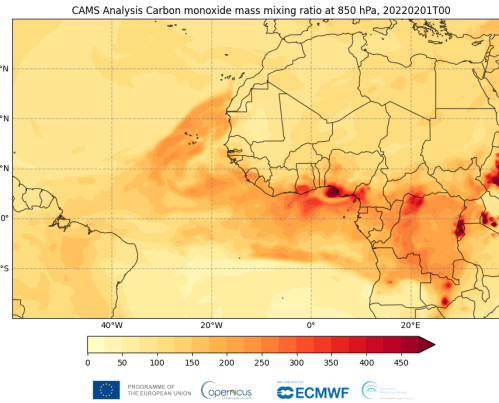 CAMS Analysis Carbon monoxide mass mixing ratio at 850 hPa, 20220201T00
°N
°N
°N
0°
°S
40°W 20°W 0° 20°E
0 50 100 150 200 250 300 350 400 450
PROGRAMME OF
THE EUROPEAN UNION
opernicus
ECMWF